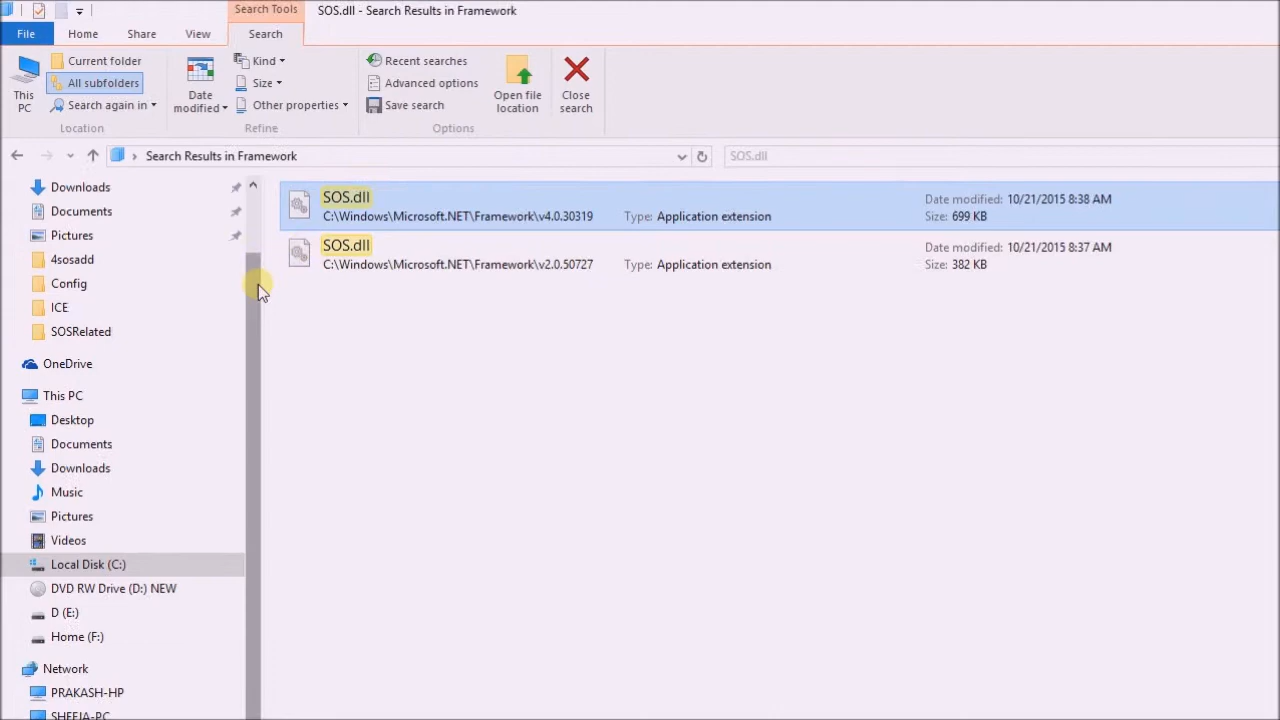 Search Tools
SOS.dll - Search Results in Framework
File
Home
Share
View
Search
This PC
Current folder
All subfolders
Search again in
Location
Date modified
Kind
Size
Other properties
Refine
Recent searches
Advanced options
Save search
Options
Open file location
Close search
Search Results in Framework
SOS.dll
Downloads
Documents
Pictures
4sosadd
Config
ICE
SOSRelated
OneDrive
This PC
Desktop
Documents
Downloads
Music
Pictures
Videos
Local Disk (C:)
DVD RW Drive (D:) NEW
D (E:)
Home (F:)
Network
PRAKASH-HP
SHEEJA-PC
SOS.dll
Date modified: 10/21/2015 8:38 AM
C:\Windows\Microsoft.NET\Framework\v4.0.30319 Type: Application extension Size: 699 KB
SOS.dll
Date modified: 10/21/2015 8:37 AM
C:\Windows\Microsoft.NET\Framework\v2.0.50727 Type: Application extension Size: 382 KB